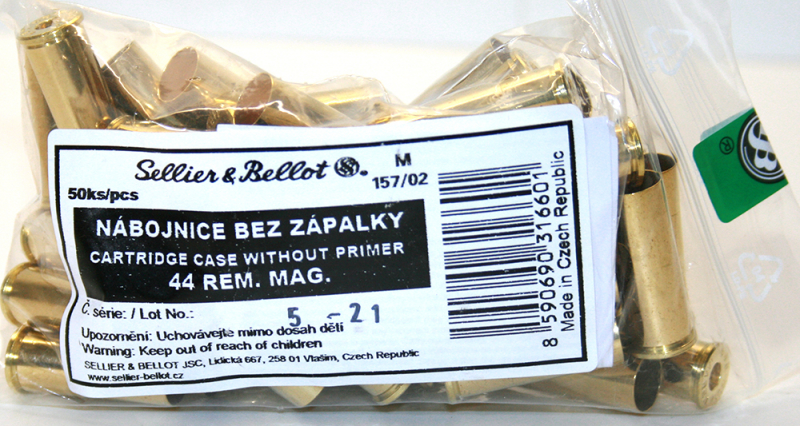 Sellier & Bellot SB.
M
157/02
50ks/pcs
NÁBOJNICE BEZ ZÁPALKY
CARTRIDGE CASE WITHOUT PRIMER
44 REM. MAG.
Č. série: / Lot No.: 5 - 21
Upozornění: Uchovávejte mimo dosah dětí
Warning: Keep out of reach of children
SELLIER & BELLOT JSC, Lidická 667, 258 01 Vlašim, Czech Republic
www.sellier-bellot.cz
8 590690 316601
Made in Czech Republic
SB
®